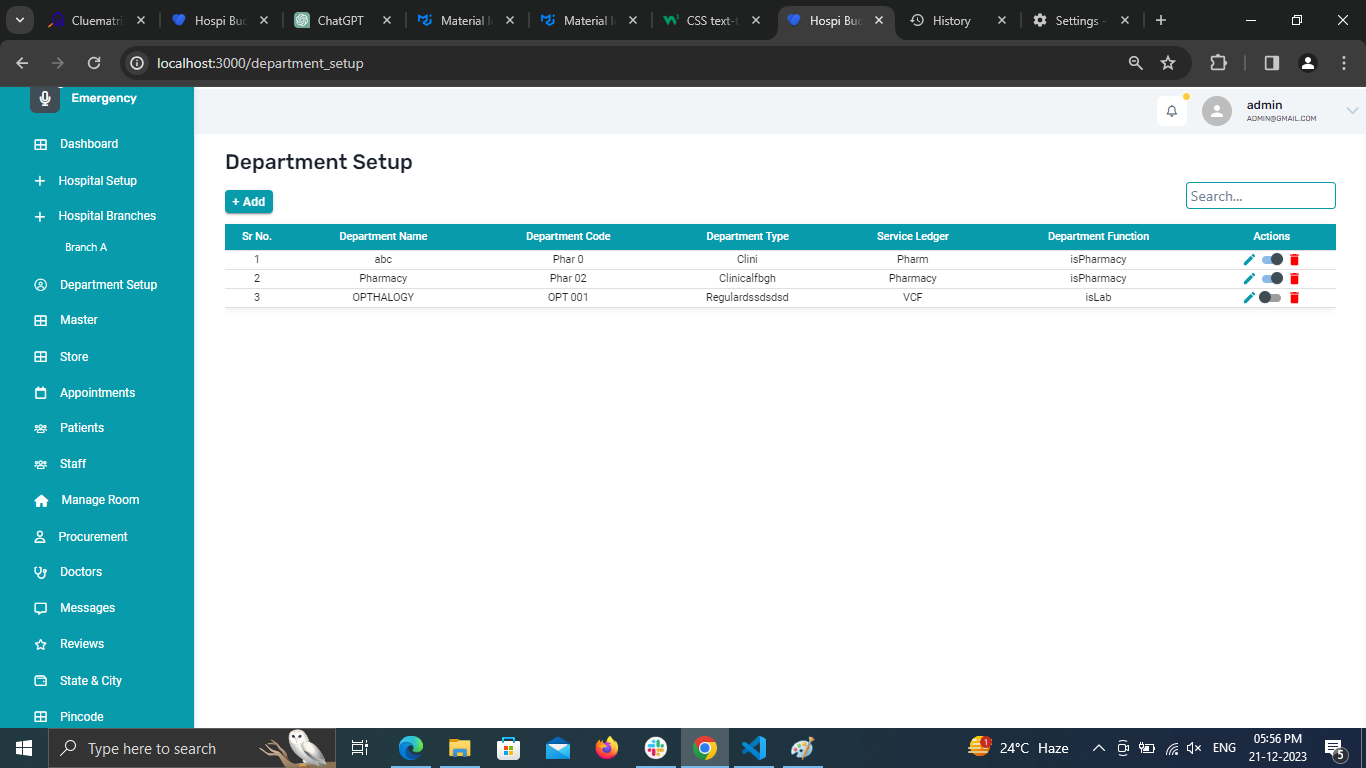 Cluematri
Hospi Buc
ChatGPT
Material I
Material I
CSS text-
Hospi Buc
History
Settings -
localhost:3000/department_setup
Emergency
admin
ADMIN@GMAIL.COM
Dashboard
Hospital Setup
Hospital Branches
Branch A
Department Setup
Master
Store
Appointments
Patients
Staff
Manage Room
Procurement
Doctors
Messages
Reviews
State & City
Pincode
Department Setup
+ Add
Search...
Sr No. Department Name Department Code Department Type Service Ledger Department Function Actions
1 abc Phar 0 Clini Pharm isPharmacy
2 Pharmacy Phar 02 Clinicalfbgh Pharmacy isPharmacy
3 OPTHALOGY OPT 001 Regulardssdsdsd VCF isLab
Type here to search
1
24°C Haze
ENG
05:56 PM
21-12-2023
5